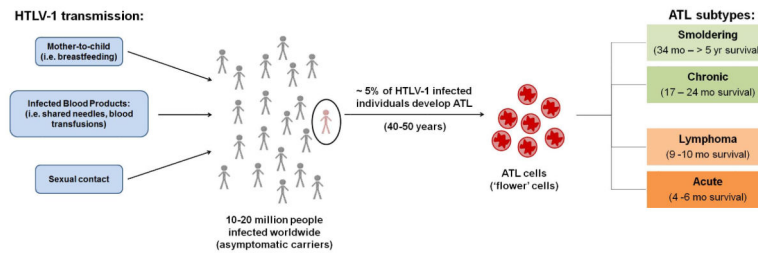 HTLV-1 transmission:
Mother-to-child
(i.e. breastfeeding)
Infected Blood Products:
(i.e. shared needles, blood
transfusions)
Sexual contact
10-20 million people
infected worldwide
(asymptomatic carriers)
~ 5% of HTLV-1 infected
individuals develop ATL
(40-50 years)
ATL cells
('flower' cells)
ATL subtypes:
Smoldering
(34 mo – > 5 yr survival)
Chronic
(17 – 24 mo survival)
Lymphoma
(9 -10 mo survival)
Acute
(4 -6 mo survival)